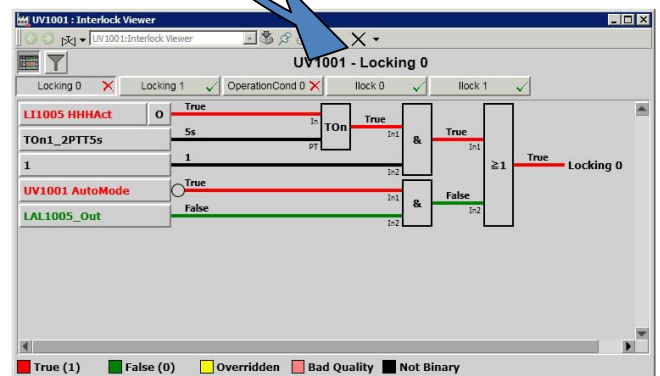 UV1001 : Interlock Viewer
UV1001:Interlock Viewer
UV1001 - Locking 0
Locking 0 Locking 1 OperationCond 0 Ilock 0 Ilock 1
LI1005 HHHAct O True In
TOn1_2PTT5s 5s PT TOn True In1
1 1 In2 & True In1
UV1001 AutoMode True In1
LAL1005_Out False In2 & False In2
≥1 True Locking 0
True (1) False (0) Overridden Bad Quality Not Binary